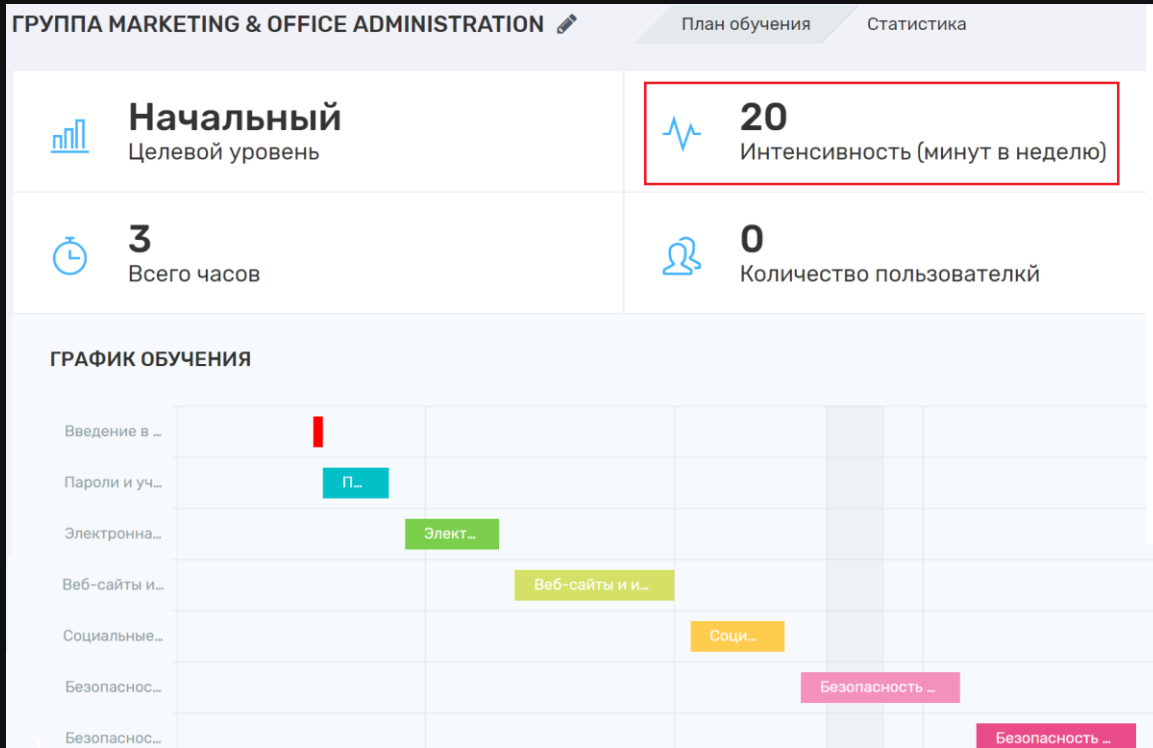 ГРУППА MARKETING & OFFICE ADMINISTRATION
План обучения
Статистика
Начальный
Целевой уровень
20
Интенсивность (минут в неделю)
3
Всего часов
0
Количество пользователкй
ГРАФИК ОБУЧЕНИЯ
Введение в ...
Пароли и уч...
П...
Электронна...
Элект...
Веб-сайты и...
Веб-сайты и и...
Социальные...
Соци...
Безопаснос...
Безопасность ...
Безопаснос...
Безопасность ...